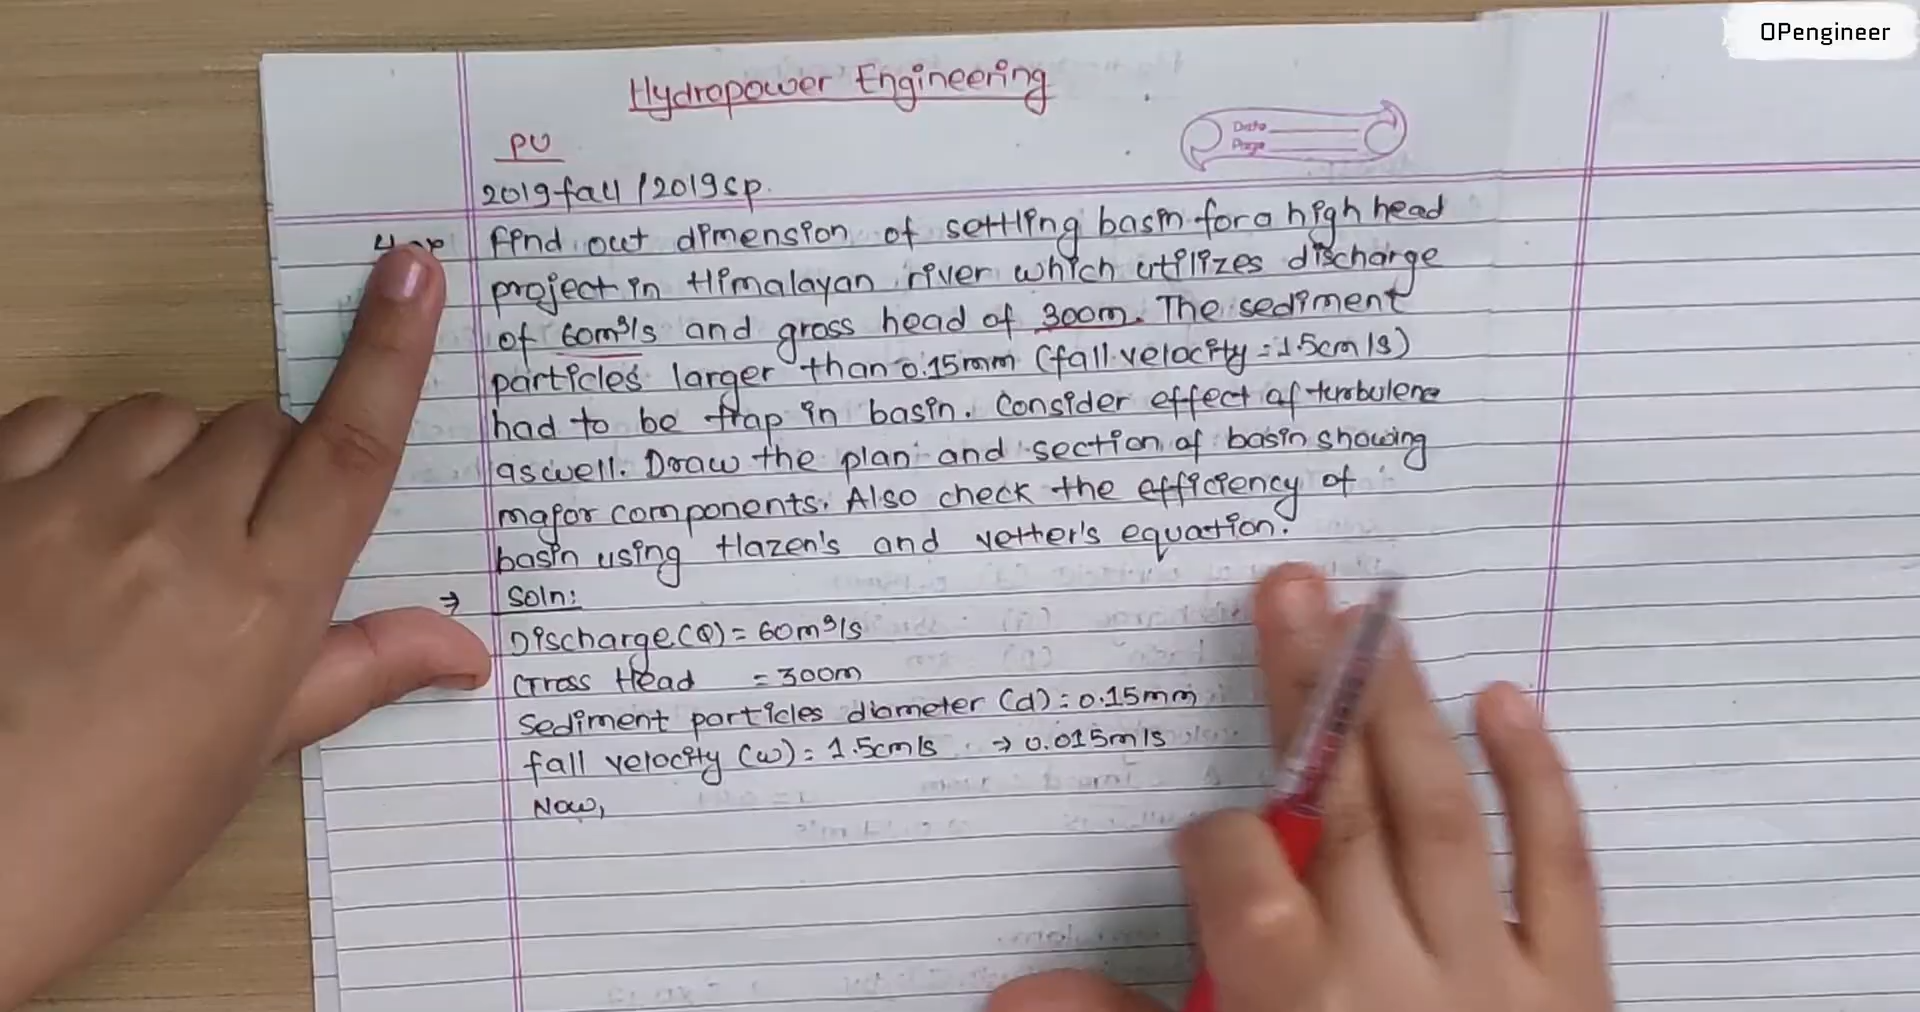 OPengineer
Hydropower Engineering
Date
Page
PU
2019 fall / 2019 sp.
Find out dimension of settling basin for a high head
project in Himalayan river which utilizes discharge
of 60m³/s and gross head of 300m. The sediment
particles larger than 0.15mm (fall velocity = 1.5cm/s)
had to be trap in basin. Consider effect of turbulence
as well. Draw the plan and section of basin showing
major components. Also check the efficiency of
basin using Hazen's and vetter's equation.
→ Soln:
Discharge (Q) = 60m³/s
Gross Head = 300m
Sediment particles diameter (d) = 0.15mm
fall velocity (w) = 1.5cm/s → 0.015m/s
Now,